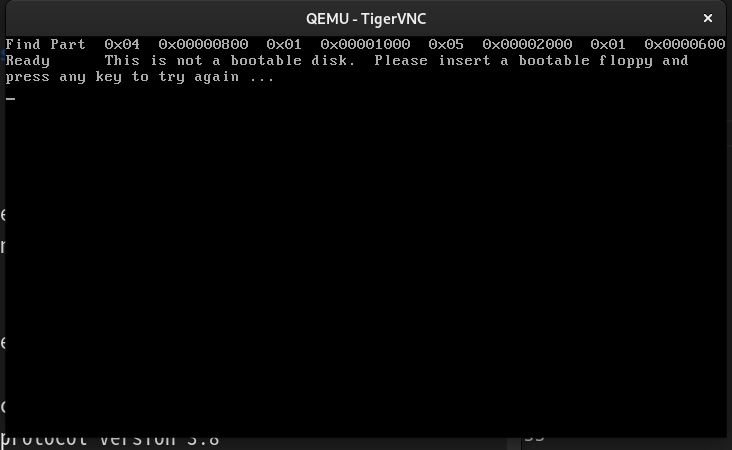 QEMU - TigerVNC
Find Part 0x04 0x00000800 0x01 0x00001000 0x05 0x00002000 0x01 0x0000600
Ready This is not a bootable disk. Please insert a bootable floppy and
press any key to try again ...
protocol version 3.8